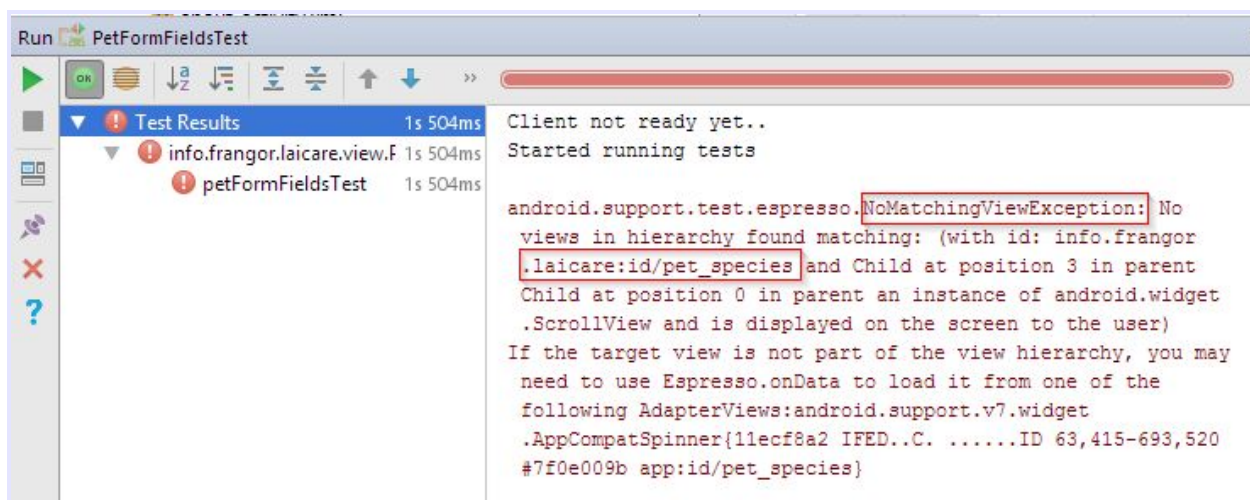 Run PetFormFieldsTest
OK
Test Results 1s 504ms
info.frangor.laicare.view.F 1s 504ms
petFormFieldsTest 1s 504ms
Client not ready yet..
Started running tests
android.support.test.espresso.NoMatchingViewException: No
views in hierarchy found matching: (with id: info.frangor
.laicare:id/pet_species and Child at position 3 in parent
Child at position 0 in parent an instance of android.widget
.ScrollView and is displayed on the screen to the user)
If the target view is not part of the view hierarchy, you may
need to use Espresso.onData to load it from one of the
following AdapterViews:android.support.v7.widget
.AppCompatSpinner{11ecf8a2 IFED..C. ......ID 63,415-693,520
#7f0e009b app:id/pet_species}